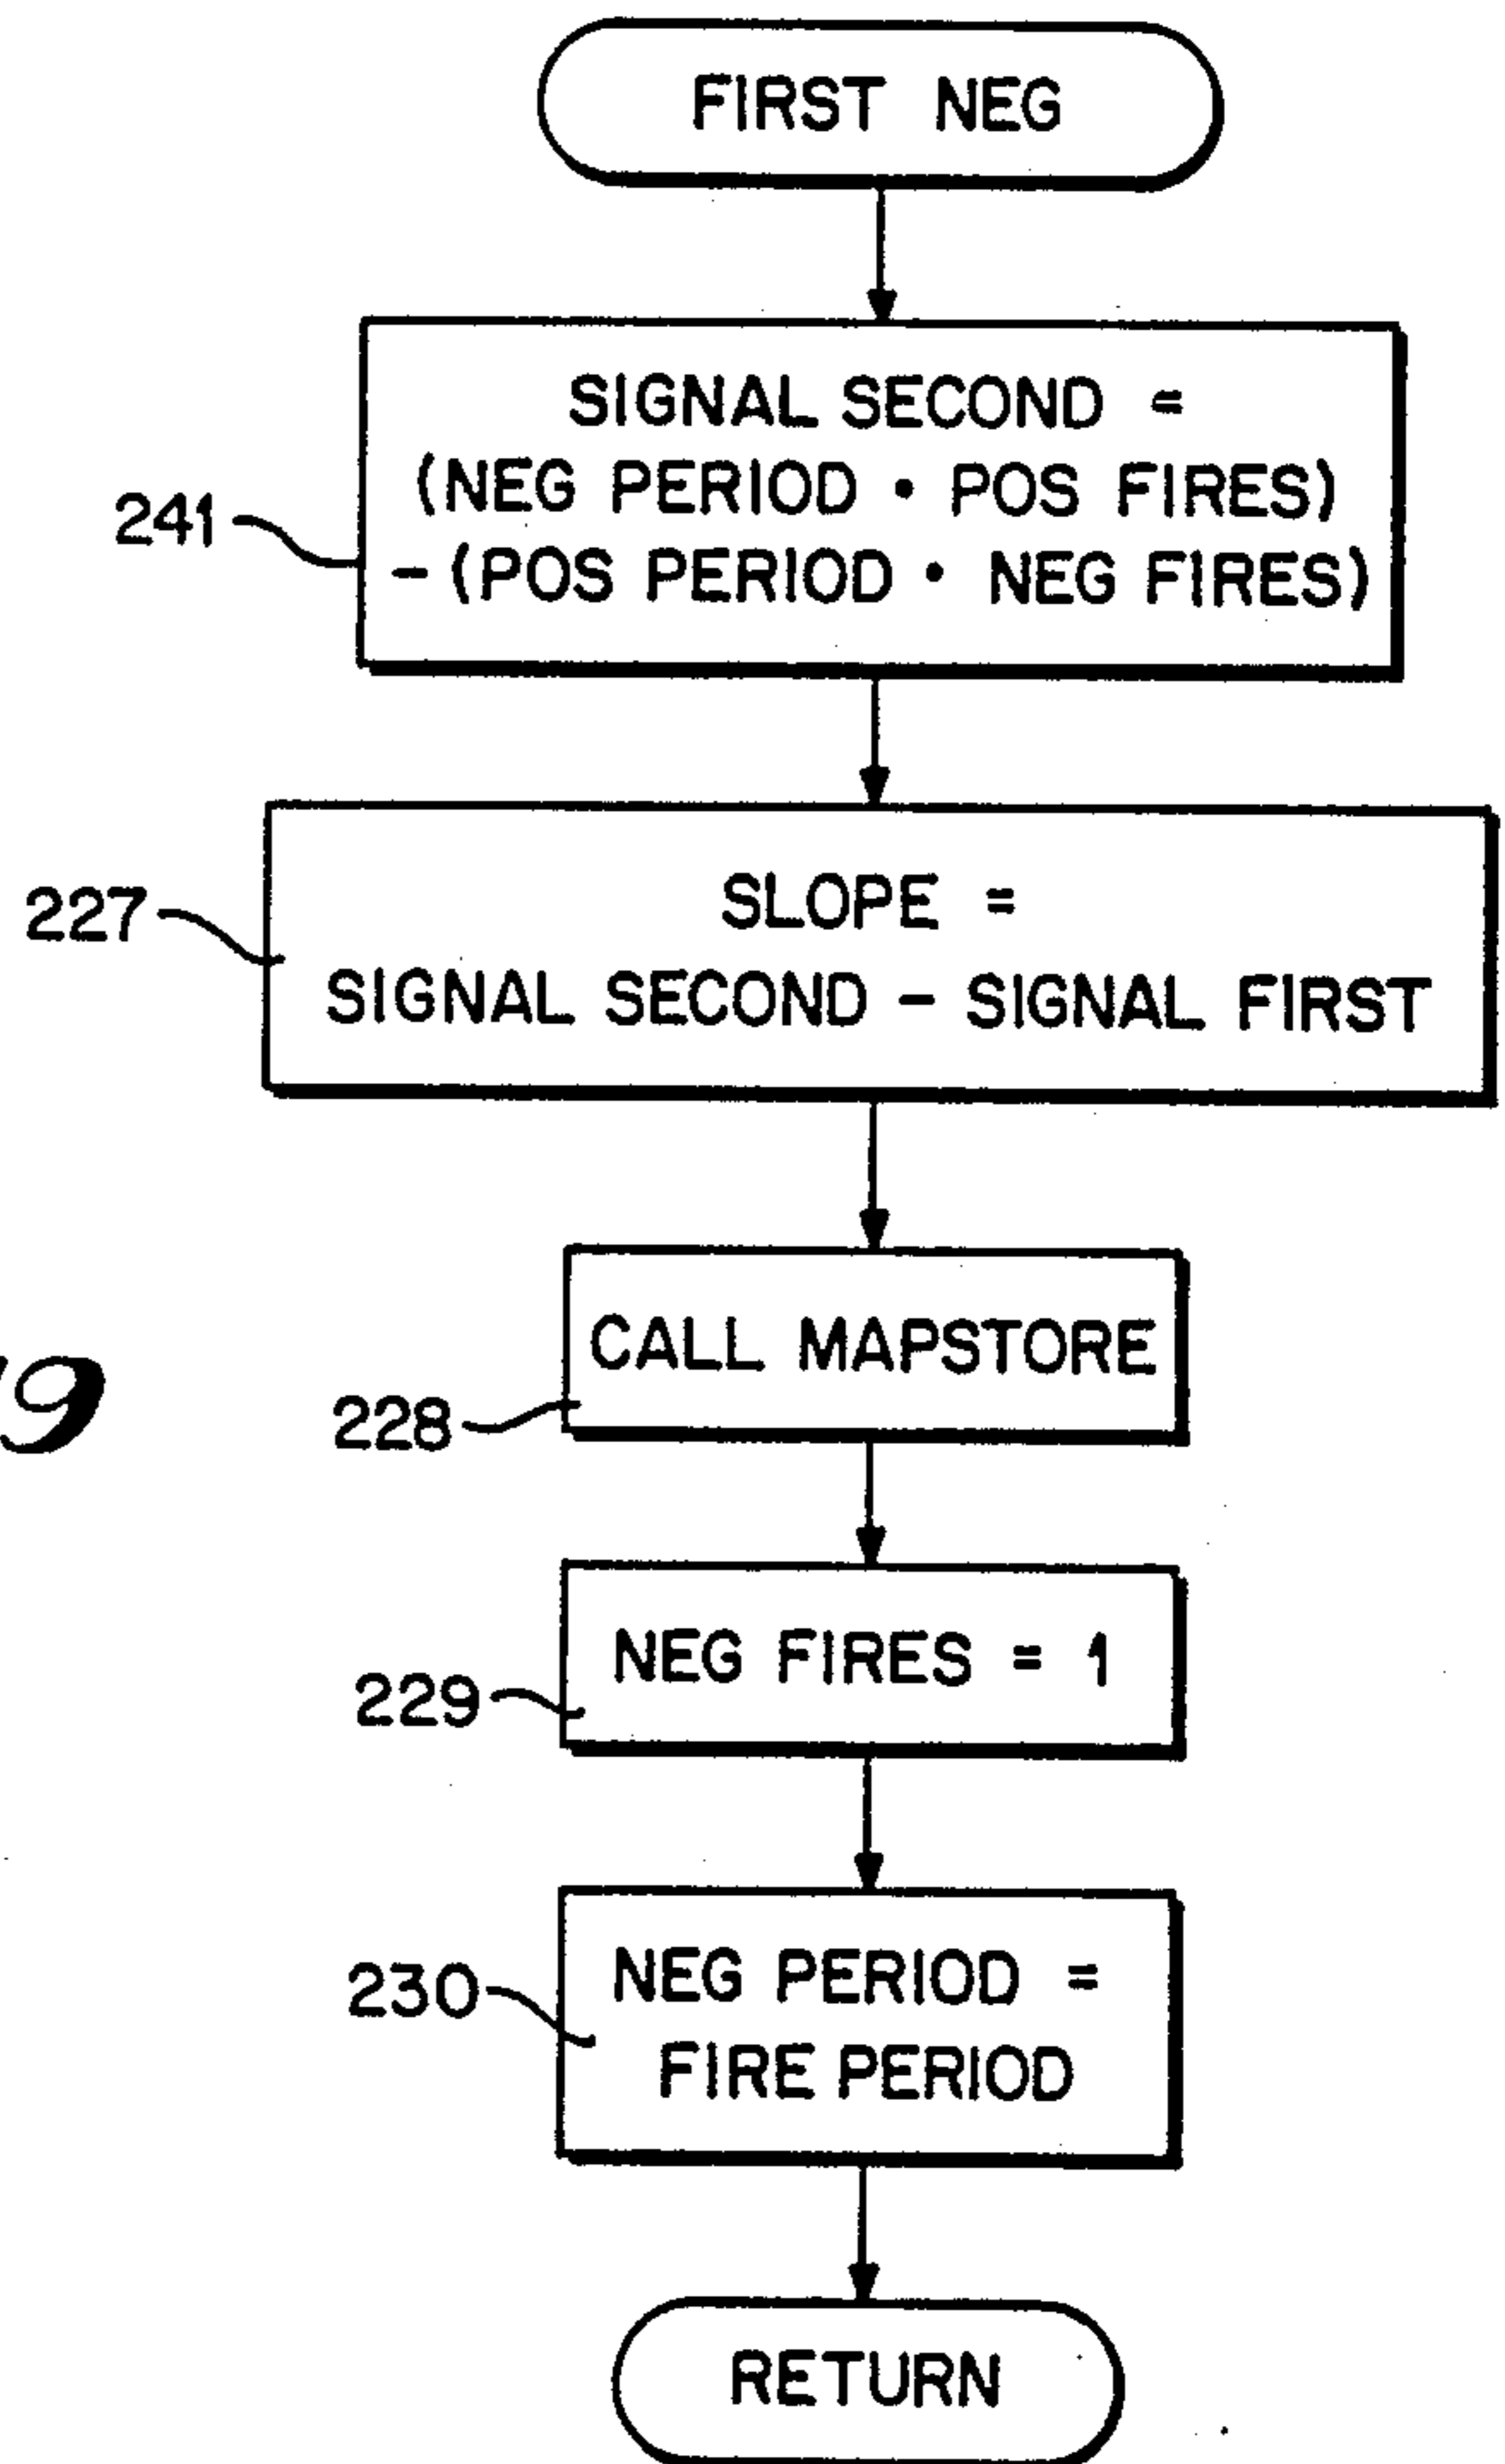 FIRST NEG
SIGNAL SECOND =
(NEG PERIOD • POS FIRES)
- (POS PERIOD • NEG FIRES)
241
SLOPE =
SIGNAL SECOND - SIGNAL FIRST
227
CALL MAPSTORE
228
9
NEG FIRES = 1
229
NEG PERIOD =
FIRE PERIOD
230
RETURN